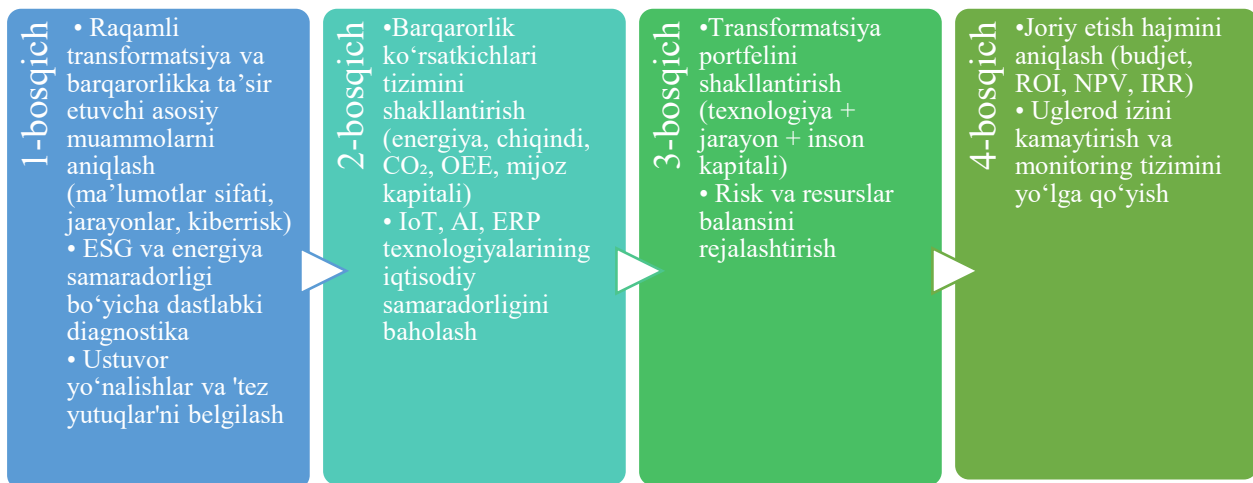 1-bosqich
• Raqamli
transformatsiya va
barqarorlikka ta’sir
etuvchi asosiy
muammolarni
aniqlash
(ma’lumotlar sifati,
jarayonlar, kiberrisk)
• ESG va energiya
samaradorligi
bo‘yicha dastlabki
diagnostika
• Ustuvor
yo‘nalishlar va 'tez
yutuqlar'ni belgilash
2-bosqich
•Barqarorlik
ko‘rsatkichlari
tizimini
shakllantirish
(energiya, chiqindi,
CO₂, OEE, mijoz
kapitali)
• IoT, AI, ERP
texnologiyalarining
iqtisodiy
samaradorligini
baholash
3-bosqich
•Transformatsiya
portfelini
shakllantirish
(texnologiya +
jarayon + inson
kapitali)
• Risk va resurslar
balansini
rejalashtirish
4-bosqich
•Joriy etish hajmini
aniqlash (budjet,
ROI, NPV, IRR)
• Uglerod izini
kamaytirish va
monitoring tizimini
yo‘lga qo‘yish